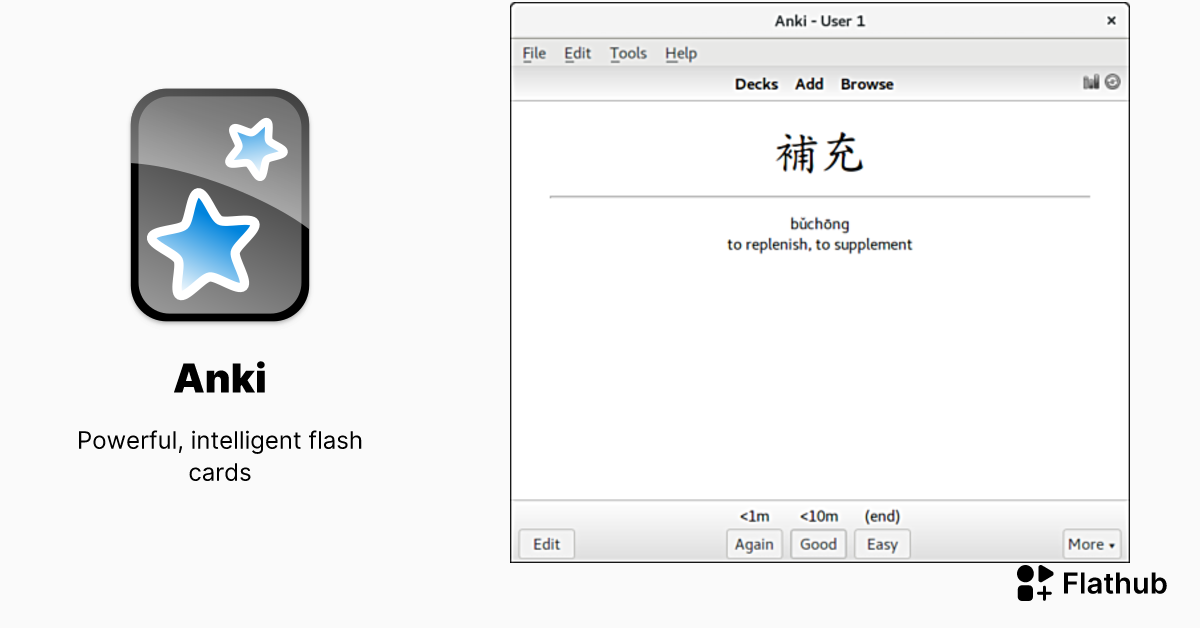 Anki
Powerful, intelligent flash
cards
Anki - User 1
File Edit Tools Help
Decks Add Browse
補充
bǔchōng
to replenish, to supplement
<1m <10m (end)
Edit Again Good Easy More
Flathub